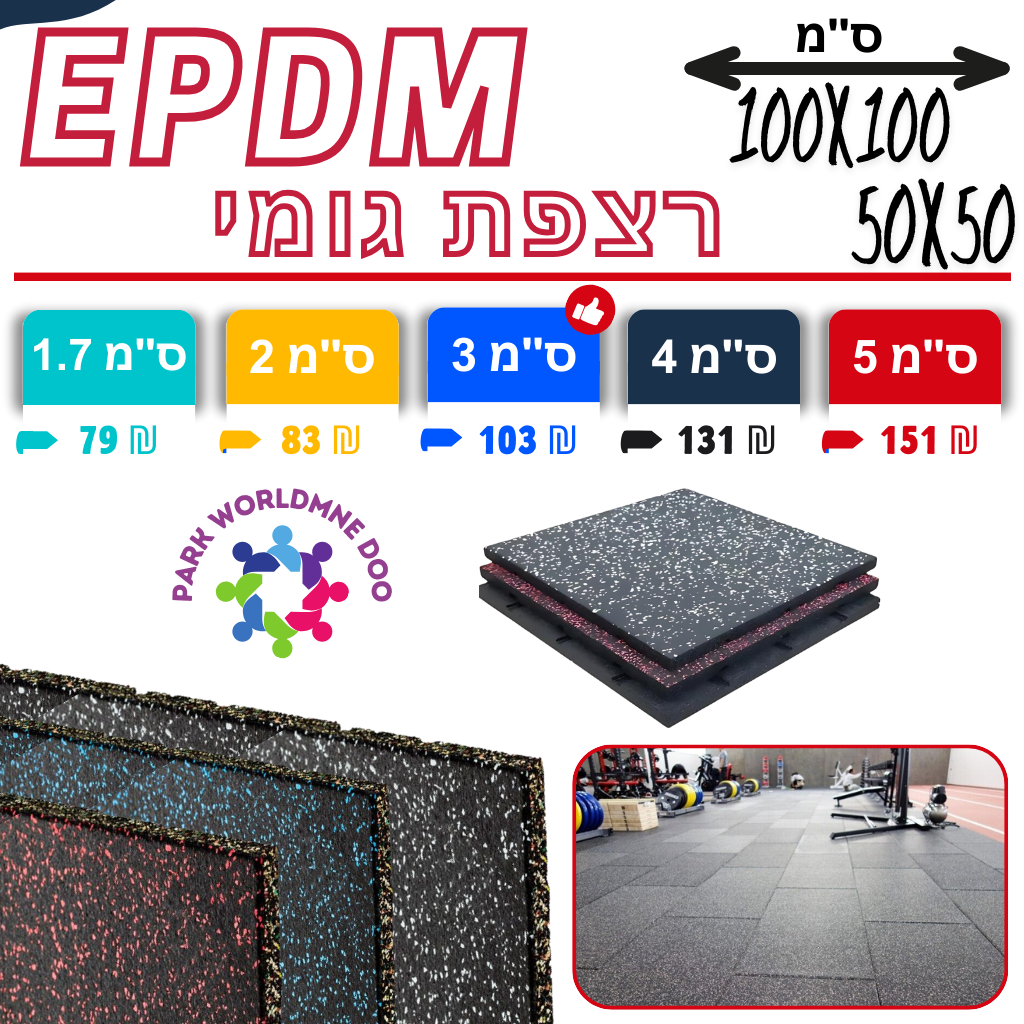 EPDM
רצפת גומי
ס"מ
100X100
50X50
1.7 ס"מ
2 ס"מ
3 ס"מ
4 ס"מ
5 ס"מ
79 ₪
83 ₪
103 ₪
131 ₪
151 ₪
PARK WORLDMNE DOO